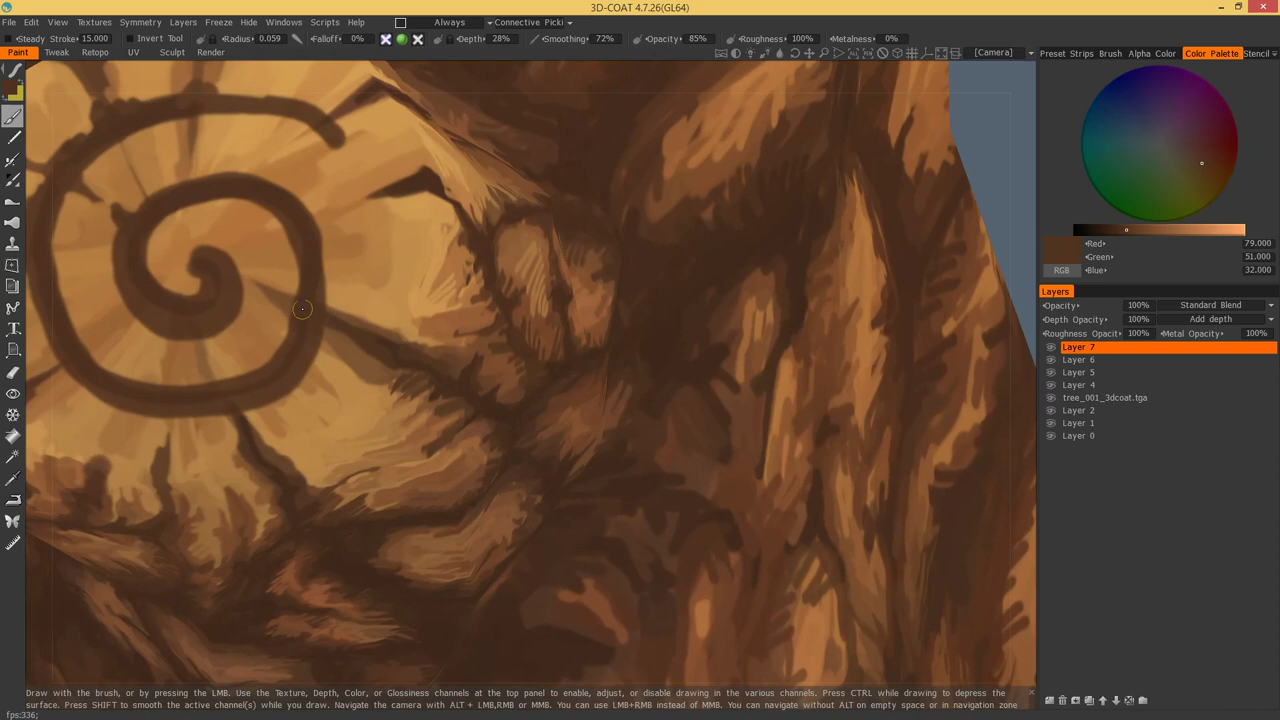 3D-COAT 4.7.26(GL64)
File Edit View Textures Symmetry Layers Freeze Hide Windows Scripts Help Always Connective Picki
Steady Stroke 15.000 Invert Tool Radius: 0.059 Falloff: 0% Depth: 28% Smoothing: 72% Opacity: 85% Roughness: 100% Metalness: 0%
Paint Tweak Retopo UV Sculpt Render [Camera] Preset Strips Brush Alpha Color Color Palette Stencil
Red 79.000
Green 51.000
RGB Blue 32.000
Layers
Opacity 100% Standard Blend
Depth Opacity 100% Add depth
Roughness Opacit 100% Metal Opacity 100%
Layer 7
Layer 6
Layer 5
Layer 4
tree_001_3dcoat.tga
Layer 2
Layer 1
Layer 0
Draw with the brush, or by pressing the LMB. Use the Texture, Depth, Color, or Glossiness channels at the top panel to enable, adjust, or disable drawing in the various channels. Press CTRL while drawing to depress the
surface. Press SHIFT to smooth the active channel(s) while you draw. Navigate the camera with ALT + LMB,RMB or MMB. You can use LMB+RMB instead of MMB. You can navigate without ALT on empty space or in navigation zone
fps:336;